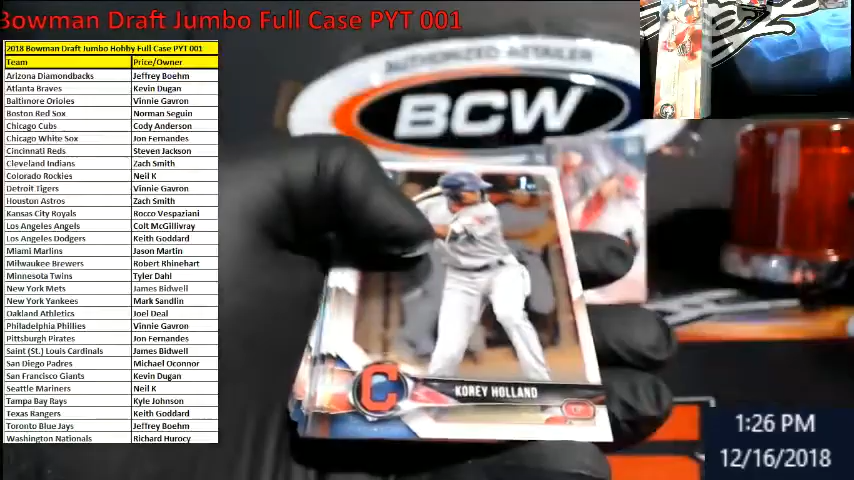 Bowman Draft Jumbo Full Case PYT 001
2018 Bowman Draft Jumbo Hobby Full Case PYT 001
Team Price/Owner
Arizona Diamondbacks Jeffrey Boehm
Atlanta Braves Kevin Dugan
Baltimore Orioles Vinnie Gavron
Boston Red Sox Norman Seguin
Chicago Cubs Cody Anderson
Chicago White Sox Jon Fernandes
Cincinnati Reds Steven Jackson
Cleveland Indians Zach Smith
Colorado Rockies Neil K
Detroit Tigers Vinnie Gavron
Houston Astros Zach Smith
Kansas City Royals Rocco Vespaziani
Los Angeles Angels Colt McGillivray
Los Angeles Dodgers Keith Goddard
Miami Marlins Jason Martin
Milwaukee Brewers Robert Rhinehart
Minnesota Twins Tyler Dahl
New York Mets James Bidwell
New York Yankees Mark Sandlin
Oakland Athletics Joel Deal
Philadelphia Phillies Vinnie Gavron
Pittsburgh Pirates Jon Fernandes
Saint (St.) Louis Cardinals James Bidwell
San Diego Padres Michael Oconnor
San Francisco Giants Kevin Dugan
Seattle Mariners Neil K
Tampa Bay Rays Kyle Johnson
Texas Rangers Keith Goddard
Toronto Blue Jays Jeffrey Boehm
Washington Nationals Richard Hurocy
AUTHORIZED RETAILER
BCW
C
KOREY HOLLAND
1:26 PM
12/16/2018